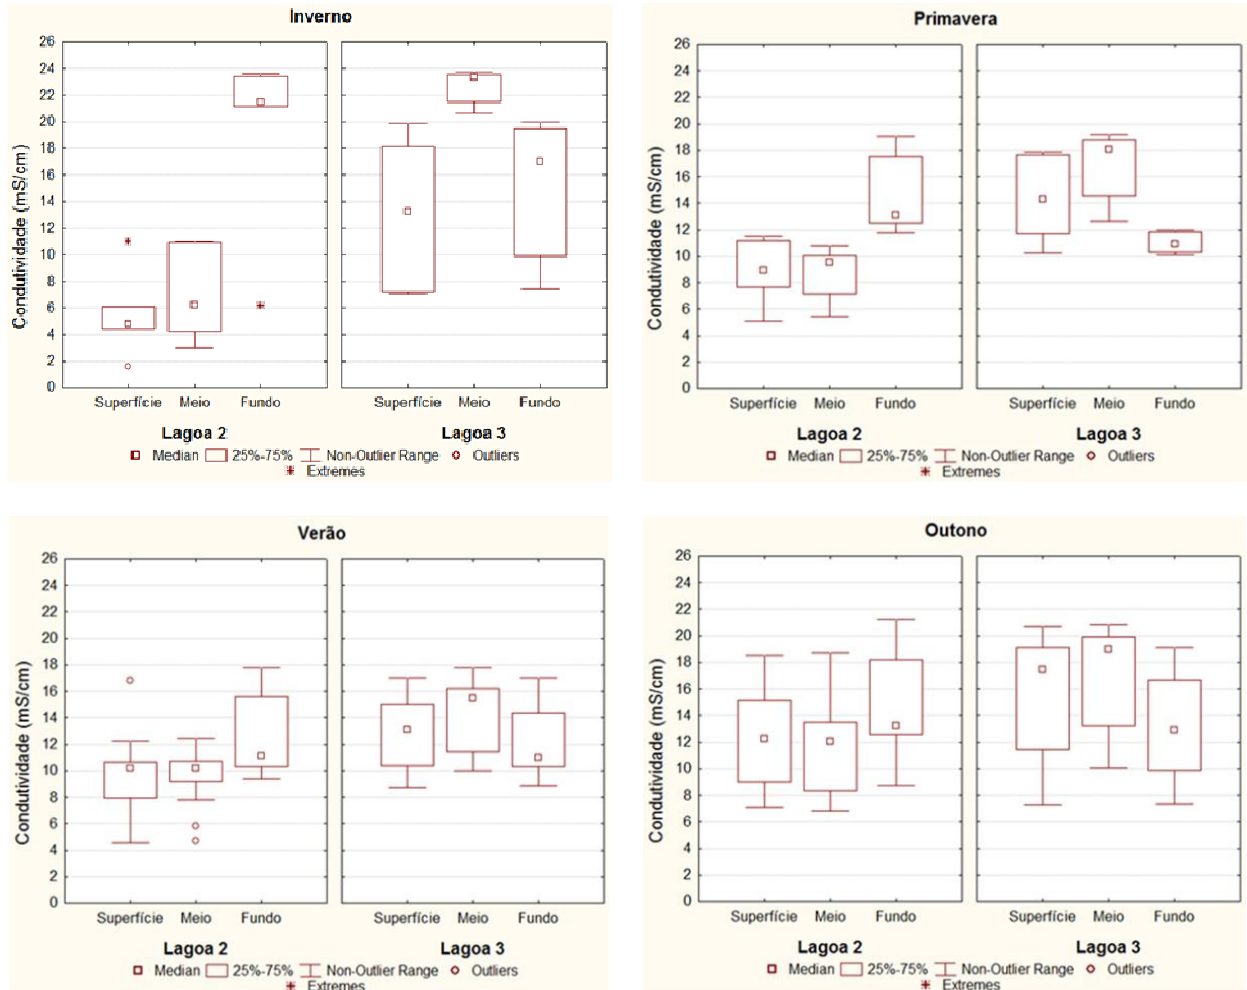 Inverno
Condutividade (mS/cm)
26
24
22
20
18
16
14
12
10
8
6
4
2
0
Superfície Meio Fundo Superfície Meio Fundo
Lagoa 2 Lagoa 3
Median 25%-75% Non-Outlier Range Outliers
Extremes
Primavera
Condutividade (mS/cm)
26
24
22
20
18
16
14
12
10
8
6
4
2
0
Superfície Meio Fundo Superfície Meio Fundo
Lagoa 2 Lagoa 3
Median 25%-75% Non-Outlier Range Outliers
Extremes
Verão
Condutividade (mS/cm)
26
24
22
20
18
16
14
12
10
8
6
4
2
0
Superfície Meio Fundo Superfície Meio Fundo
Lagoa 2 Lagoa 3
Median 25%-75% Non-Outlier Range Outliers
Extremes
Outono
Condutividade (mS/cm)
26
24
22
20
18
16
14
12
10
8
6
4
2
0
Superfície Meio Fundo Superfície Meio Fundo
Lagoa 2 Lagoa 3
Median 25%-75% Non-Outlier Range Outliers
Extremes